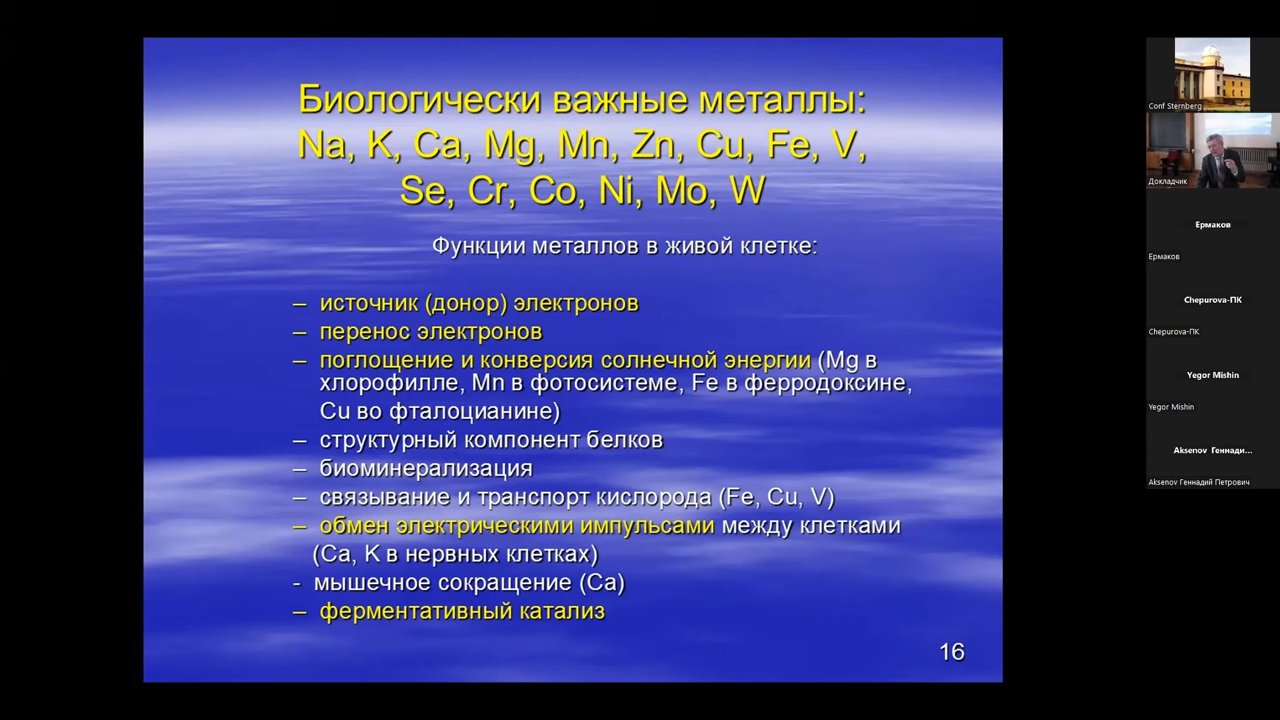 Биологически важные металлы:
Na, K, Ca, Mg, Mn, Zn, Cu, Fe, V,
Se, Cr, Co, Ni, Mo, W
Функции металлов в живой клетке:
– источник (донор) электронов
– перенос электронов
– поглощение и конверсия солнечной энергии (Mg в
хлорофилле, Mn в фотосистеме, Fe в ферродоксине,
Cu во фталоцианине)
– структурный компонент белков
– биоминерализация
– связывание и транспорт кислорода (Fe, Cu, V)
– обмен электрическими импульсами между клетками
(Ca, K в нервных клетках)
- мышечное сокращение (Ca)
– ферментативный катализ
16
Conf Sternberg
Докладчик
Ермаков
Ермаков
Chepurova-ПК
Chepurova-ПК
Yegor Mishin
Yegor Mishin
Aksenov Геннади...
Aksenov Геннадий Петрович